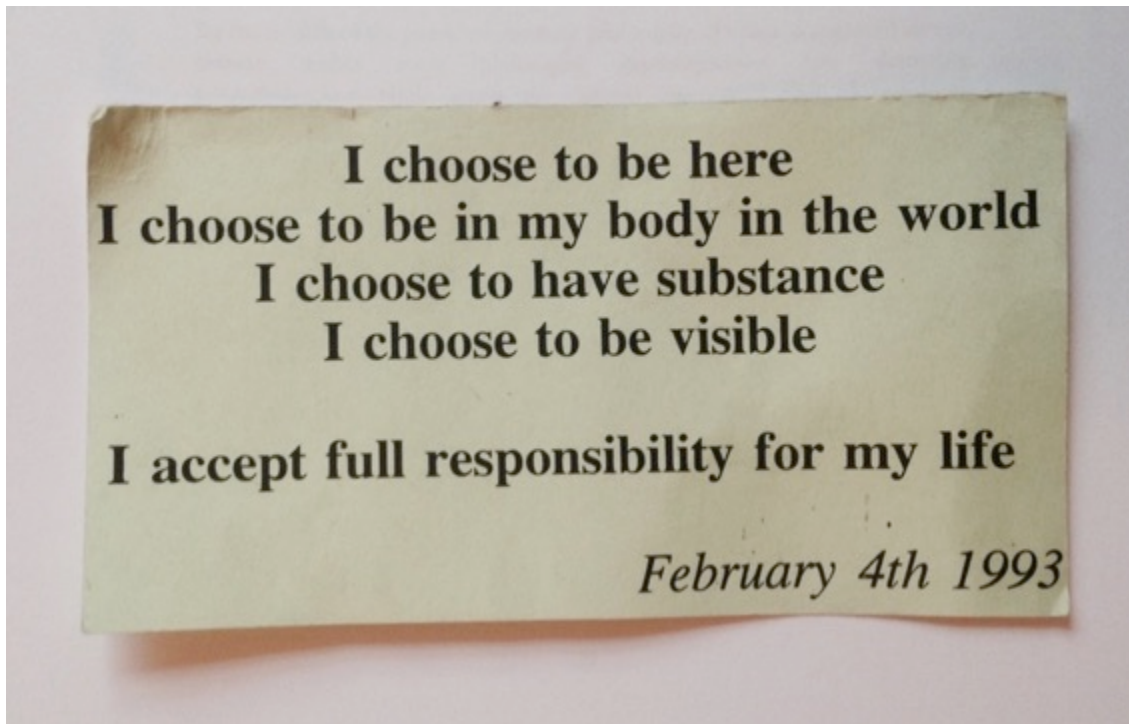 I choose to be here
I choose to be in my body in the world
I choose to have substance
I choose to be visible
I accept full responsibility for my life
February 4th 1993